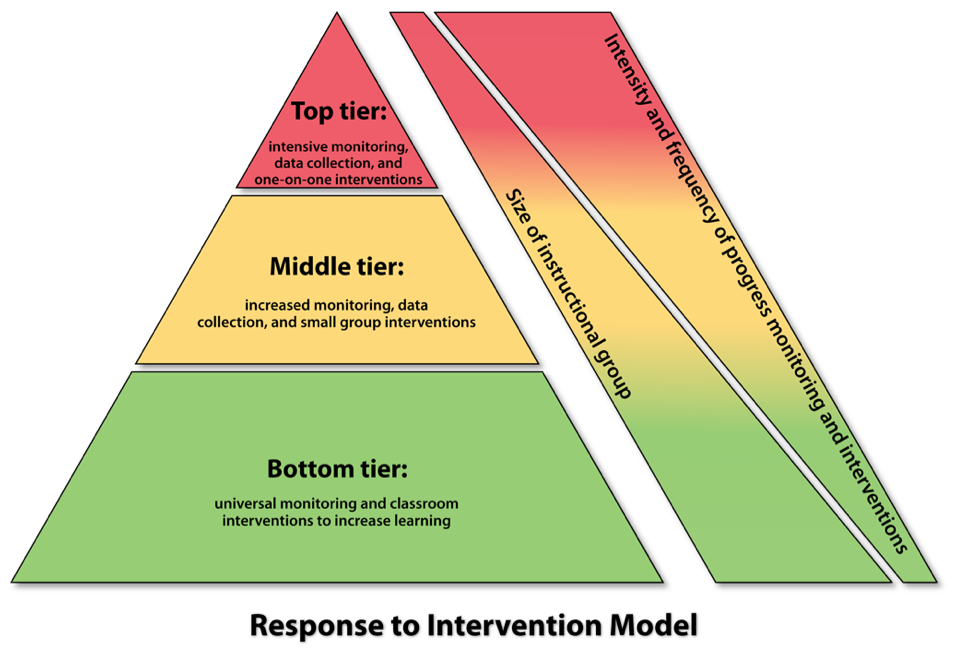 Top tier:
intensive monitoring,
data collection, and
one-on-one interventions
Middle tier:
increased monitoring, data
collection, and small group interventions
Bottom tier:
universal monitoring and classroom
interventions to increase learning
Size of instructional group
Intensity and frequency of progress monitoring and interventions
Response to Intervention Model